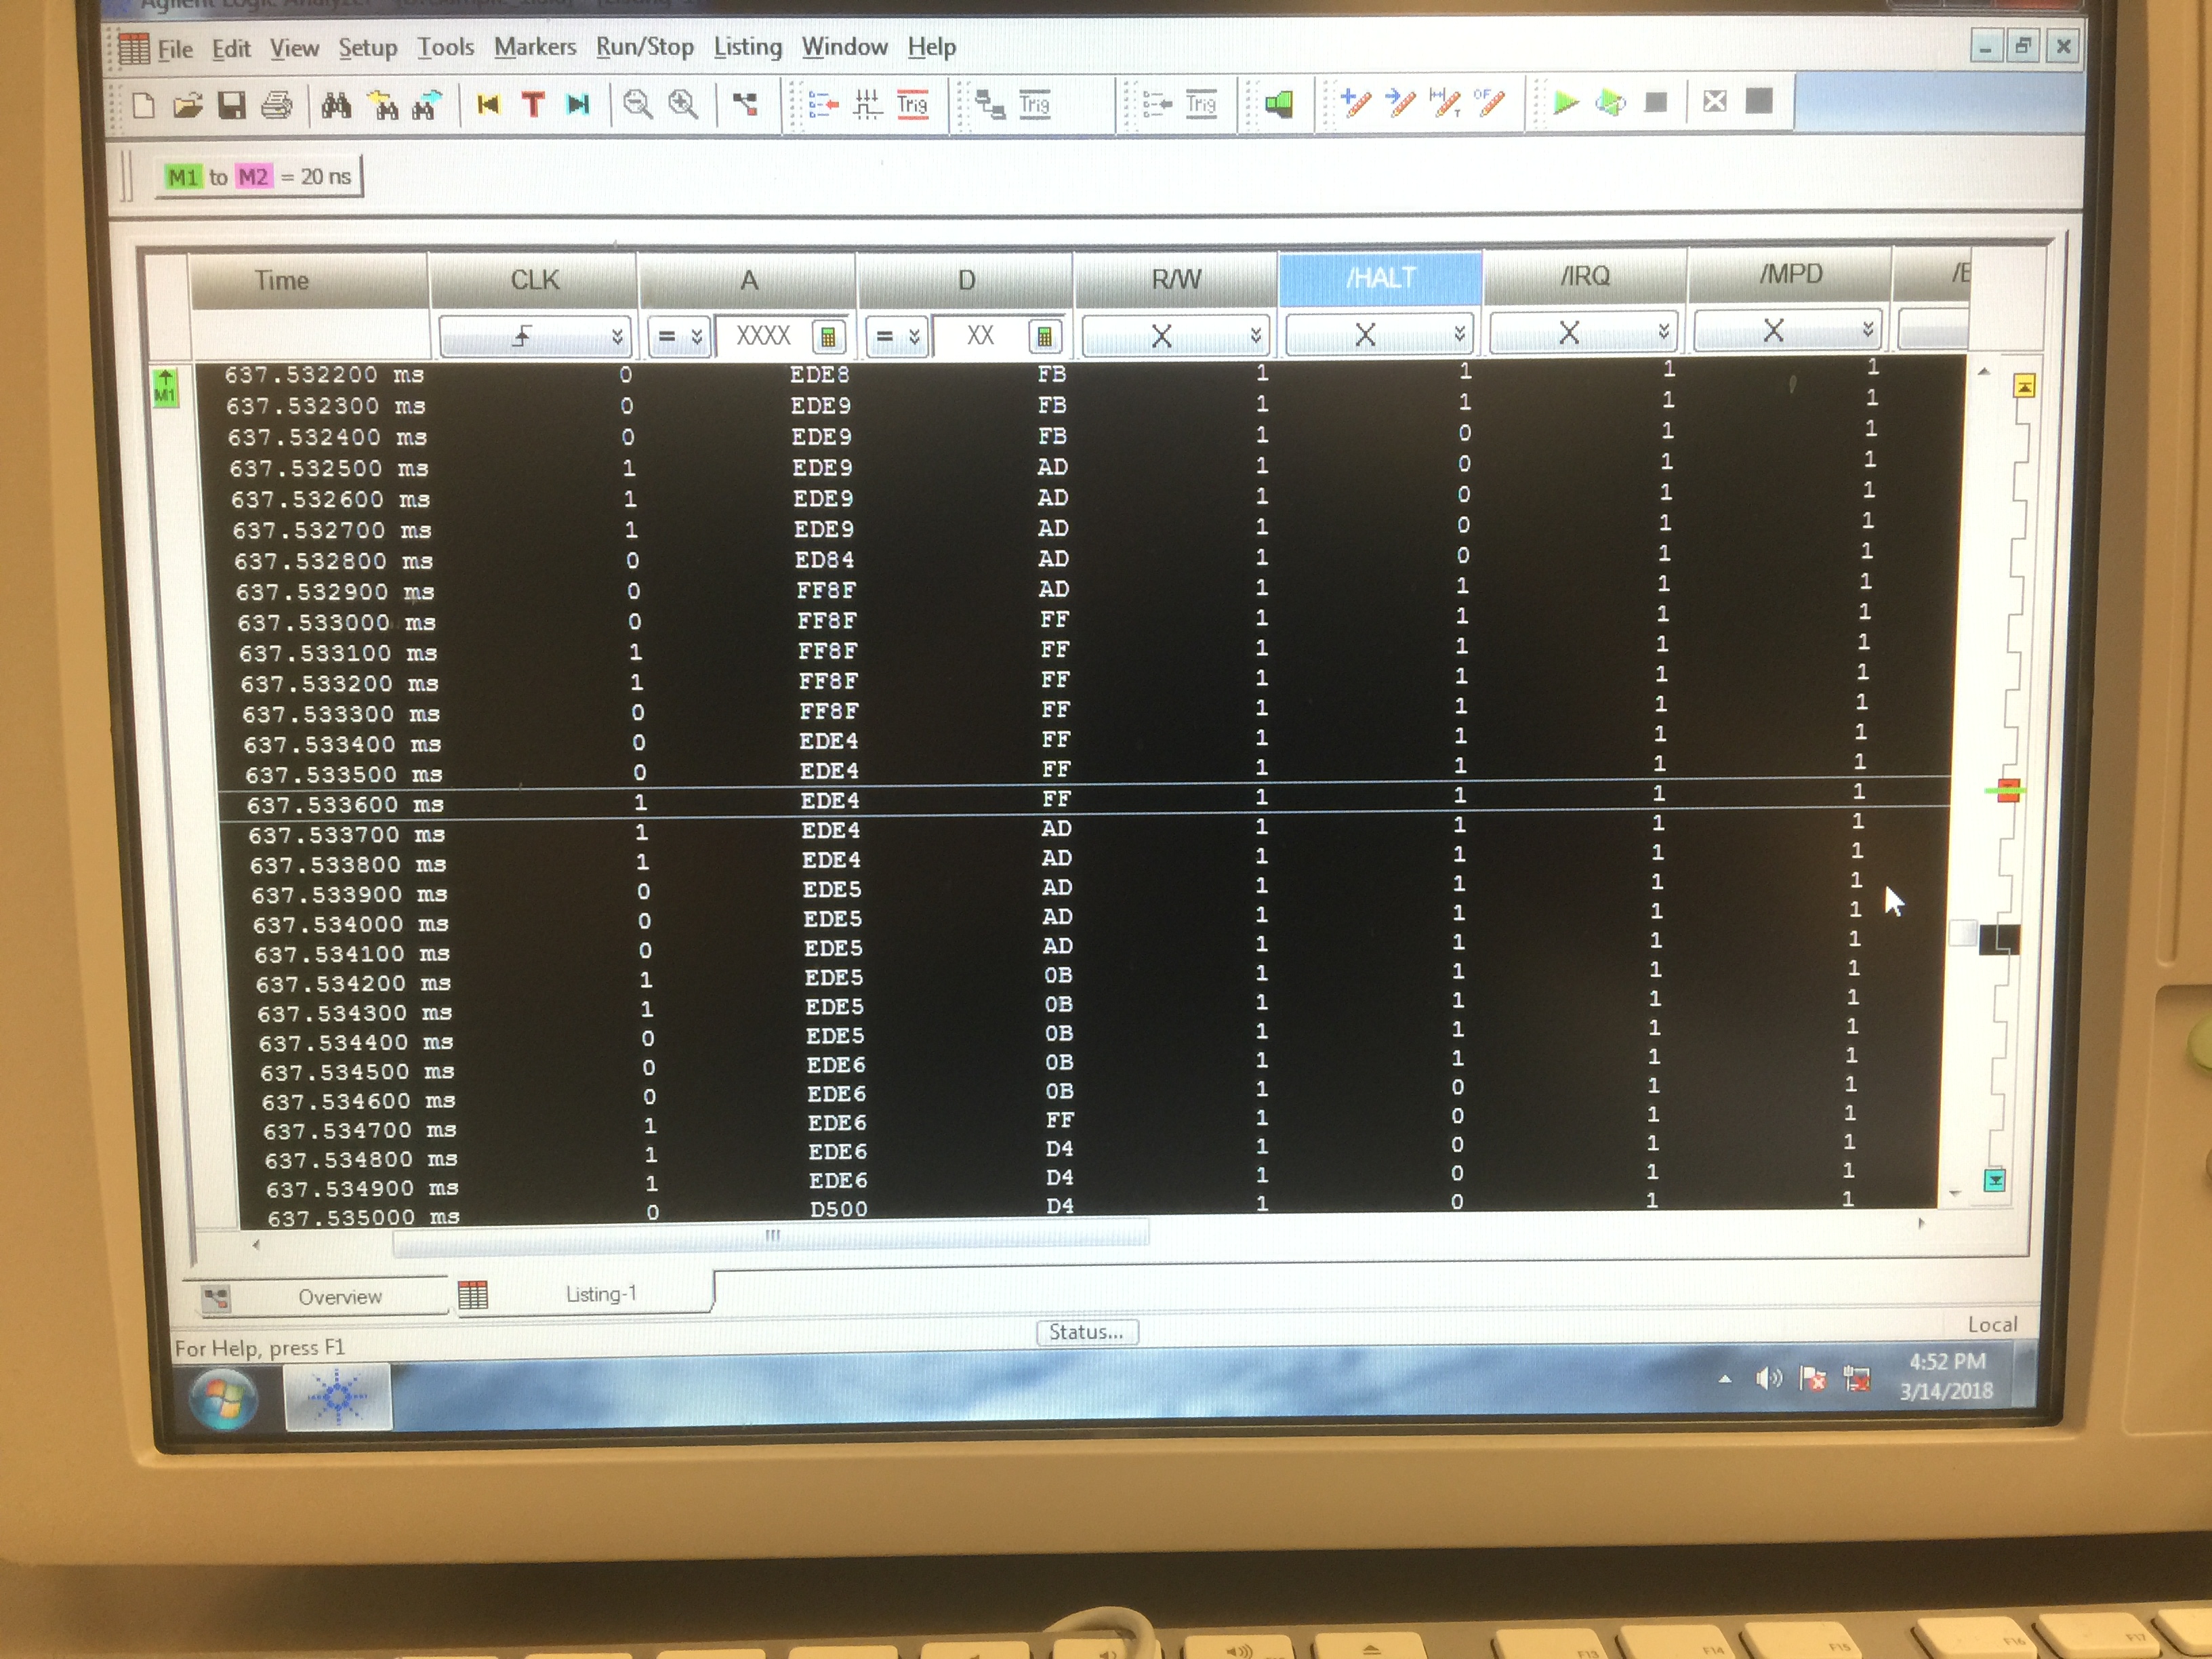 Agilent Logic Analyzer
File Edit View Setup Tools Markers Run/Stop Listing Window Help
T Trig Trig Trig
M1 to M2 = 20 ns
Time CLK A D R/W /HALT /IRQ /MPD
= XXXX = XX X X X X
M1
637.532200 ms 0 EDE8 FB 1 1 1 1
637.532300 ms 0 EDE9 FB 1 1 1 1
637.532400 ms 0 EDE9 FB 1 0 1 1
637.532500 ms 1 EDE9 AD 1 0 1 1
637.532600 ms 1 EDE9 AD 1 0 1 1
637.532700 ms 1 EDE9 AD 1 0 1 1
637.532800 ms 0 ED84 AD 1 0 1 1
637.532900 ms 0 FF8F AD 1 1 1 1
637.533000 ms 0 FF8F FF 1 1 1 1
637.533100 ms 1 FF8F FF 1 1 1 1
637.533200 ms 1 FF8F FF 1 1 1 1
637.533300 ms 0 FF8F FF 1 1 1 1
637.533400 ms 0 EDE4 FF 1 1 1 1
637.533500 ms 0 EDE4 FF 1 1 1 1
637.533600 ms 1 EDE4 FF 1 1 1 1
637.533700 ms 1 EDE4 AD 1 1 1 1
637.533800 ms 1 EDE4 AD 1 1 1 1
637.533900 ms 0 EDE5 AD 1 1 1 1
637.534000 ms 0 EDE5 AD 1 1 1 1
637.534100 ms 0 EDE5 AD 1 1 1 1
637.534200 ms 1 EDE5 0B 1 1 1 1
637.534300 ms 1 EDE5 0B 1 1 1 1
637.534400 ms 0 EDE5 0B 1 1 1 1
637.534500 ms 0 EDE6 0B 1 1 1 1
637.534600 ms 0 EDE6 0B 1 0 1 1
637.534700 ms 1 EDE6 FF 1 0 1 1
637.534800 ms 1 EDE6 D4 1 0 1 1
637.534900 ms 1 EDE6 D4 1 0 1 1
637.535000 ms 0 D500 D4 1 0 1 1
Overview Listing-1
For Help, press F1 Status... Local
4:52 PM
3/14/2018
F13 F14 F15 F16 F17